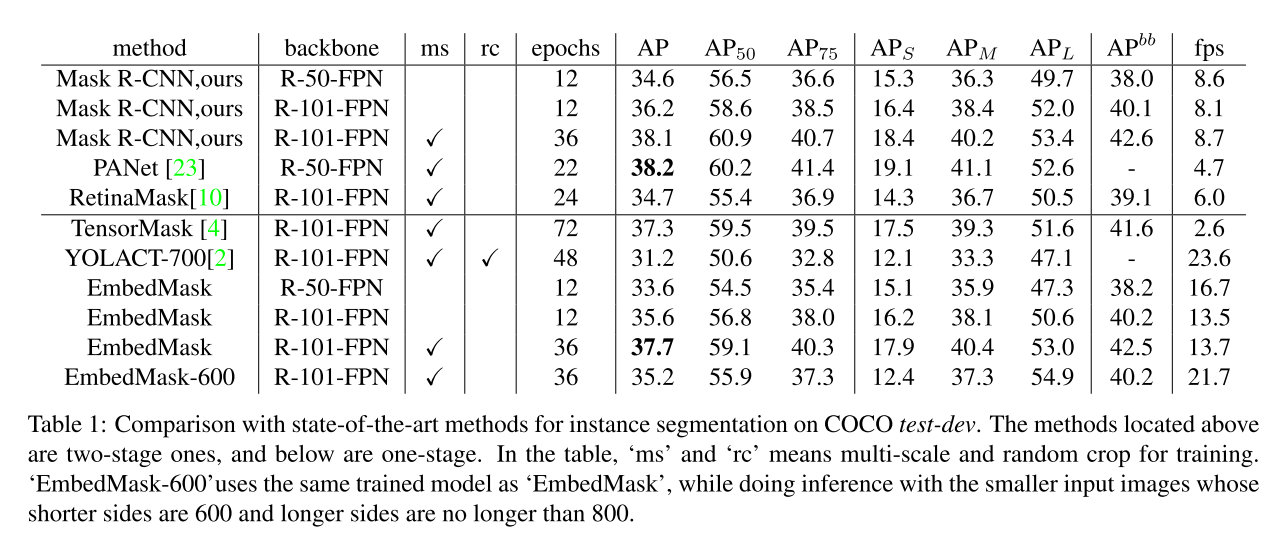 method backbone ms rc epochs AP AP50 AP75 APS APM APL APbb fps
Mask R-CNN,ours R-50-FPN 12 34.6 56.5 36.6 15.3 36.3 49.7 38.0 8.6
Mask R-CNN,ours R-101-FPN 12 36.2 58.6 38.5 16.4 38.4 52.0 40.1 8.1
Mask R-CNN,ours R-101-FPN ✓ 36 38.1 60.9 40.7 18.4 40.2 53.4 42.6 8.7
PANet [23] R-50-FPN ✓ 22 38.2 60.2 41.4 19.1 41.1 52.6 - 4.7
RetinaMask[10] R-101-FPN ✓ 24 34.7 55.4 36.9 14.3 36.7 50.5 39.1 6.0
TensorMask [4] R-101-FPN ✓ 72 37.3 59.5 39.5 17.5 39.3 51.6 41.6 2.6
YOLACT-700[2] R-101-FPN ✓ ✓ 48 31.2 50.6 32.8 12.1 33.3 47.1 - 23.6
EmbedMask R-50-FPN 12 33.6 54.5 35.4 15.1 35.9 47.3 38.2 16.7
EmbedMask R-101-FPN 12 35.6 56.8 38.0 16.2 38.1 50.6 40.2 13.5
EmbedMask R-101-FPN ✓ 36 37.7 59.1 40.3 17.9 40.4 53.0 42.5 13.7
EmbedMask-600 R-101-FPN ✓ 36 35.2 55.9 37.3 12.4 37.3 54.9 40.2 21.7
Table 1: Comparison with state-of-the-art methods for instance segmentation on COCO test-dev. The methods located above
are two-stage ones, and below are one-stage. In the table, ‘ms’ and ‘rc’ means multi-scale and random crop for training.
‘EmbedMask-600’uses the same trained model as ‘EmbedMask’, while doing inference with the smaller input images whose
shorter sides are 600 and longer sides are no longer than 800.